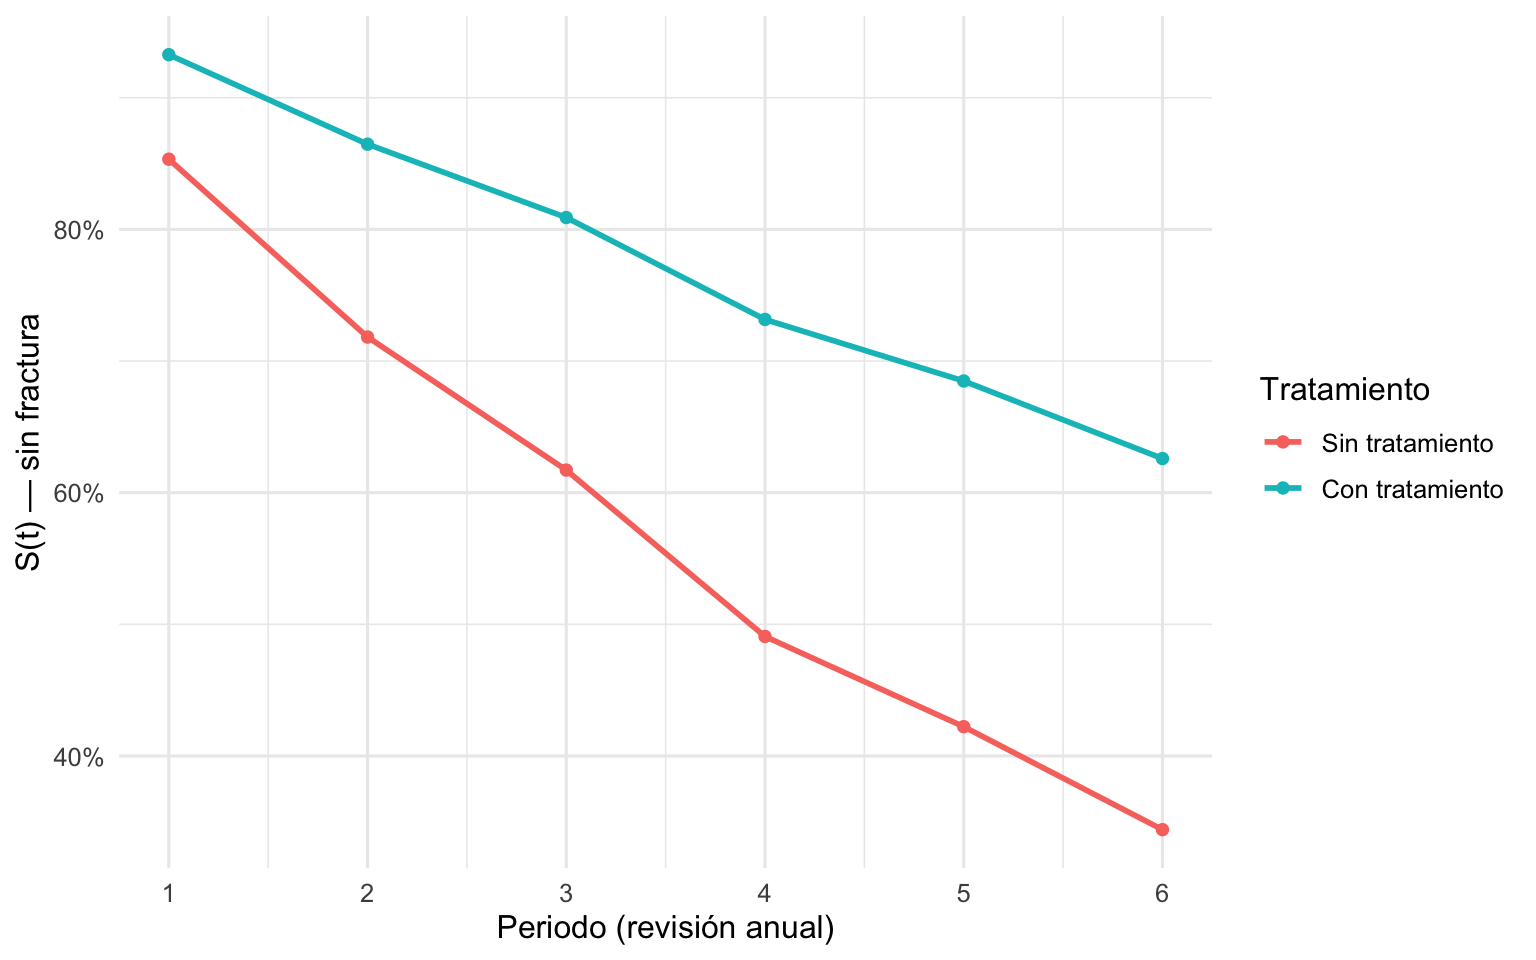 S(t) — sin fractura
80%
60%
40%
1 2 3 4 5 6
Periodo (revisión anual)
Tratamiento
Sin tratamiento
Con tratamiento